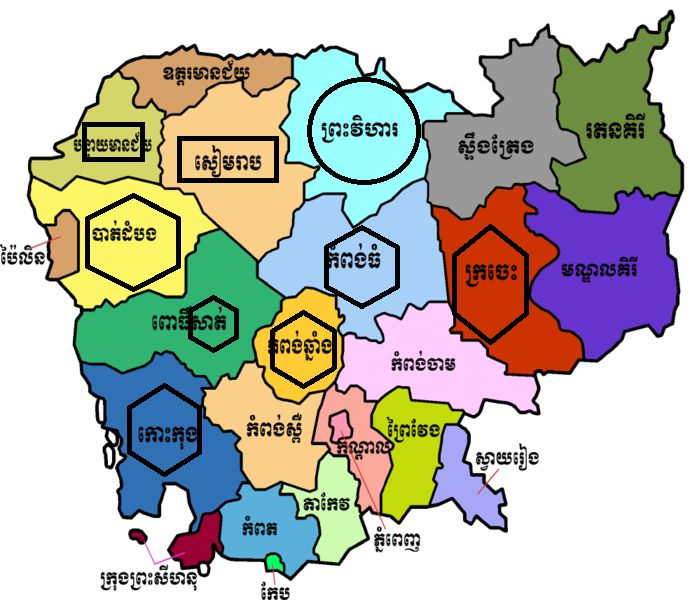 ឧត្តរមានជ័យ
ព្រះវិហារ
រតនគិរី
ស្ទឹងត្រែង
បន្ទាយមានជ័យ
សៀមរាប
បាត់ដំបង
ប៉ៃលិន
កំពង់ធំ
ក្រចេះ
មណ្ឌលគិរី
ពោធិ៍សាត់
កំពង់ឆ្នាំង
កំពង់ចាម
កោះកុង
កំពង់ស្ពឺ
កណ្ដាល
ព្រៃវែង
ស្វាយរៀង
តាកែវ
កំពត
ភ្នំពេញ
ក្រុងព្រះសីហនុ
កែប